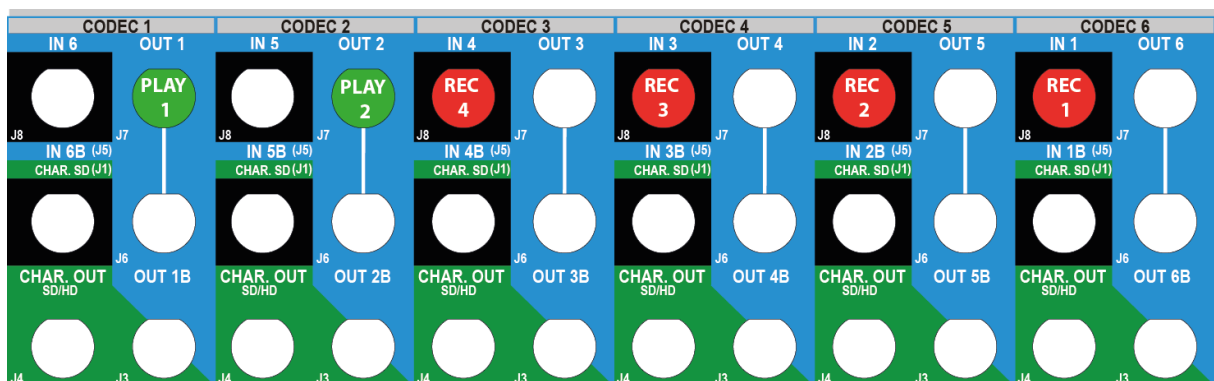 CODEC 1 CODEC 2 CODEC 3 CODEC 4 CODEC 5 CODEC 6
IN 6 OUT 1 IN 5 OUT 2 IN 4 OUT 3 IN 3 OUT 4 IN 2 OUT 5 IN 1 OUT 6
PLAY PLAY REC REC REC REC
1 2 4 3 2 1
J8 J7 J8 J7 J8 J7 J8 J7 J8 J7 J8 J7
IN 6B (J5) IN 5B (J5) IN 4B (J5) IN 3B (J5) IN 2B (J5) IN 1B (J5)
CHAR. SD (J1) CHAR. SD (J1) CHAR. SD (J1) CHAR. SD (J1) CHAR. SD (J1) CHAR. SD (J1)
J6 J6 J6 J6 J6 J6
CHAR. OUT OUT 1B CHAR. OUT OUT 2B CHAR. OUT OUT 3B CHAR. OUT OUT 4B CHAR. OUT OUT 5B CHAR. OUT OUT 6B
SD/HD SD/HD SD/HD SD/HD SD/HD SD/HD
J4 J3 J4 J3 J4 J3 J4 J3 J4 J3 J4 J3